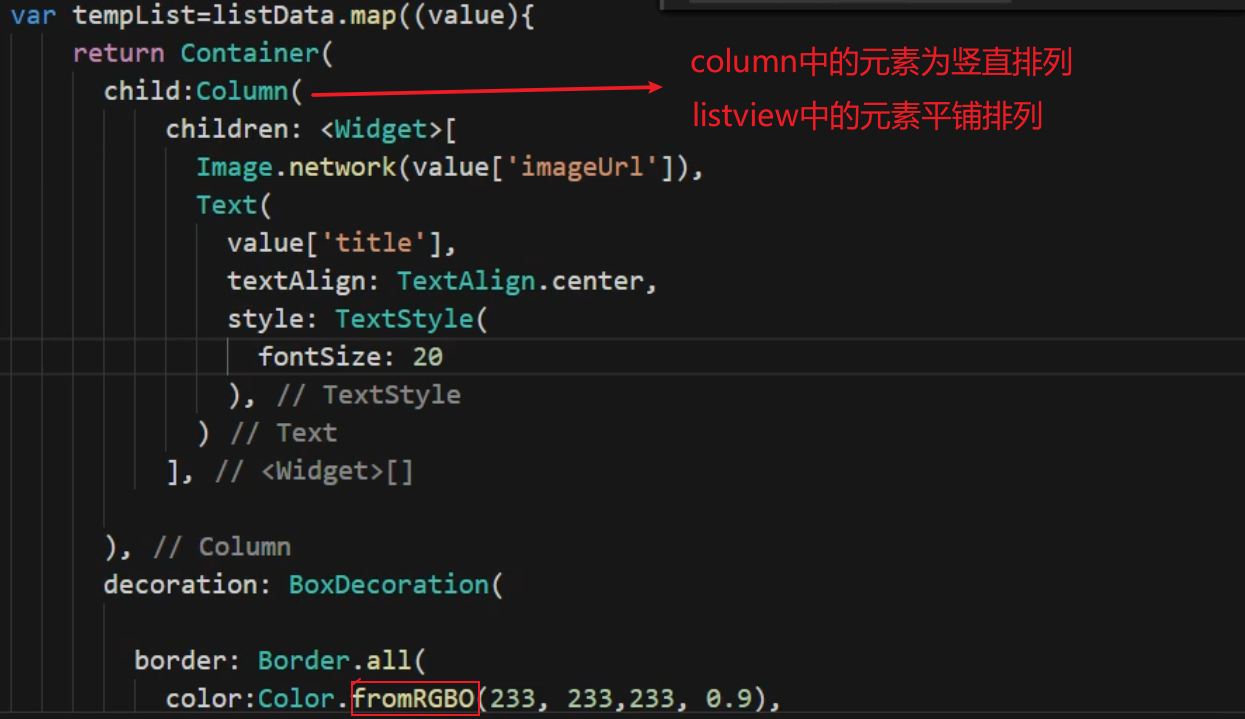 var tempList=listData.map((value){
return Container(
column中的元素为竖直排列
child:Column(
listview中的元素平铺排列
children: <Widget>[
Image.network(value['imageUrl']),
Text(
value['title'],
textAlign: TextAlign.center,
style: TextStyle(
fontSize: 20
), // TextStyle
) // Text
], // <Widget>[]
), // Column
decoration: BoxDecoration(
border: Border.all(
color:Color.fromRGBO(233, 233,233, 0.9),